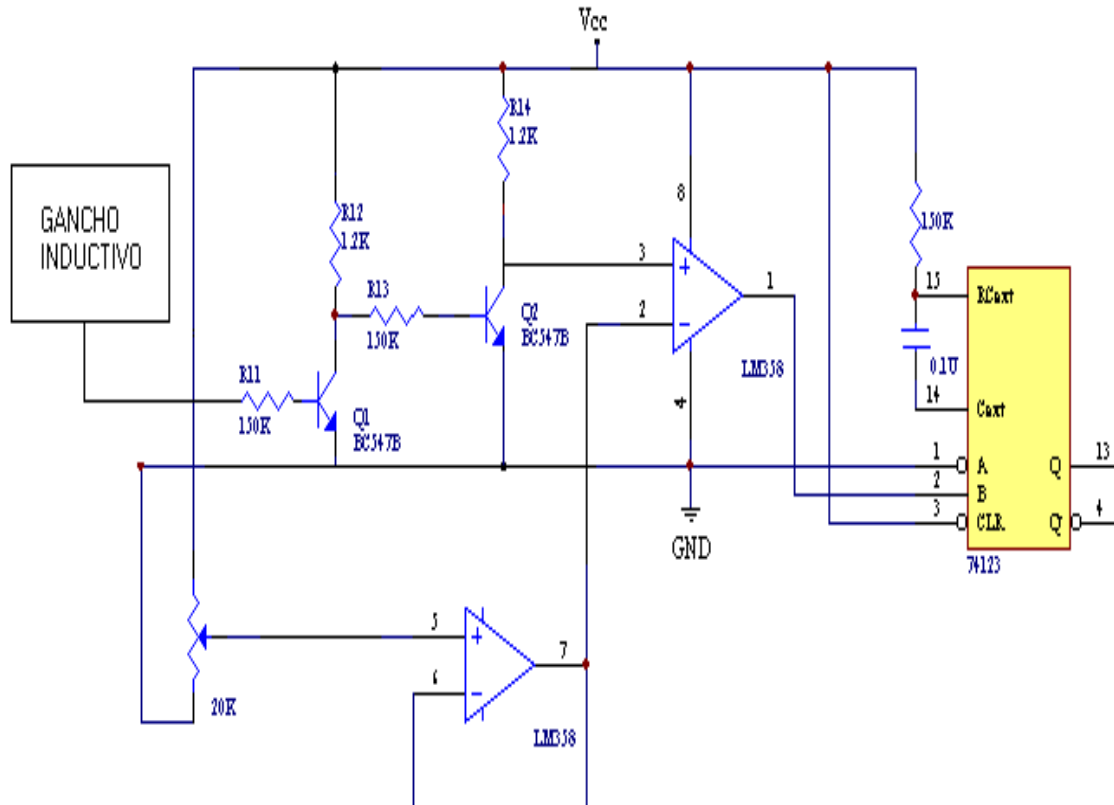 Vcc
R14
1.2K
GANCHO
INDUCTIVO
R12
1.2K
8
150K
3
1
15
RCext
R13
150K
Q2
BC547B
2
LM358
0.1U
R11
150K
Q1
BC547B
4
14
Cext
1
A
Q
13
2
B
3
CLR
Q
4
GND
74123
5
7
6
20K
LM358